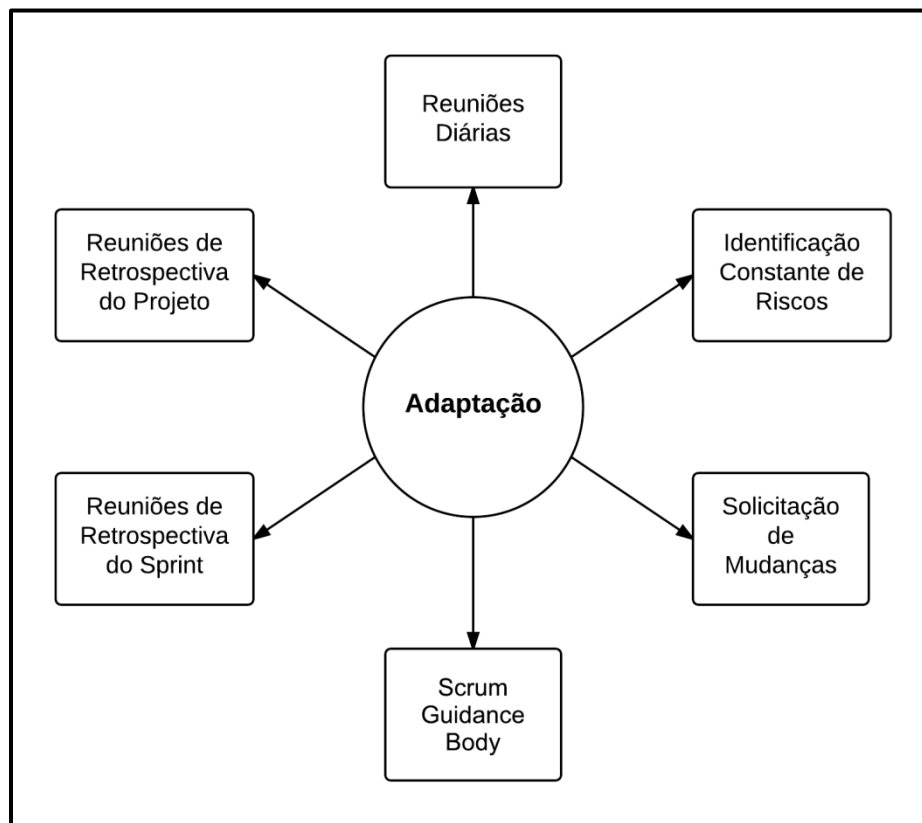 Reuniões
Diárias
Reuniões de
Retrospectiva
do Projeto
Identificação
Constante de
Riscos
Adaptação
Reuniões de
Retrospectiva
do Sprint
Solicitação
de
Mudanças
Scrum
Guidance
Body